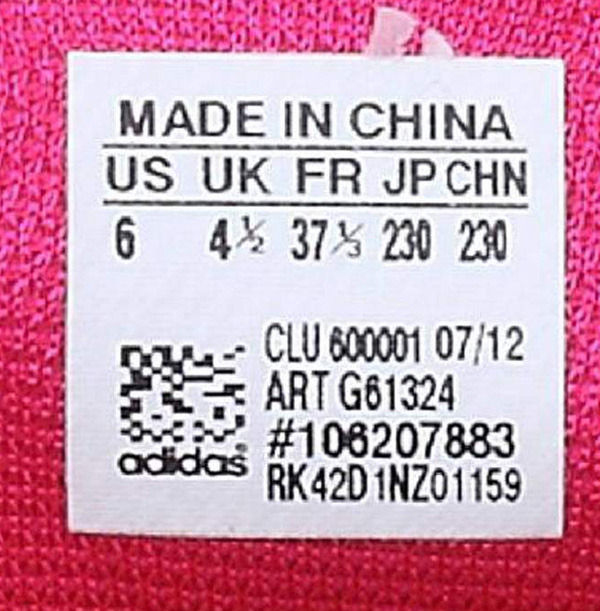 MADE IN CHINA
US UK FR JP CHN
6 4½ 37⅓ 230 230
CLU 600001 07/12
ART G61324
#106207883
adidas
RK42D1NZ01159